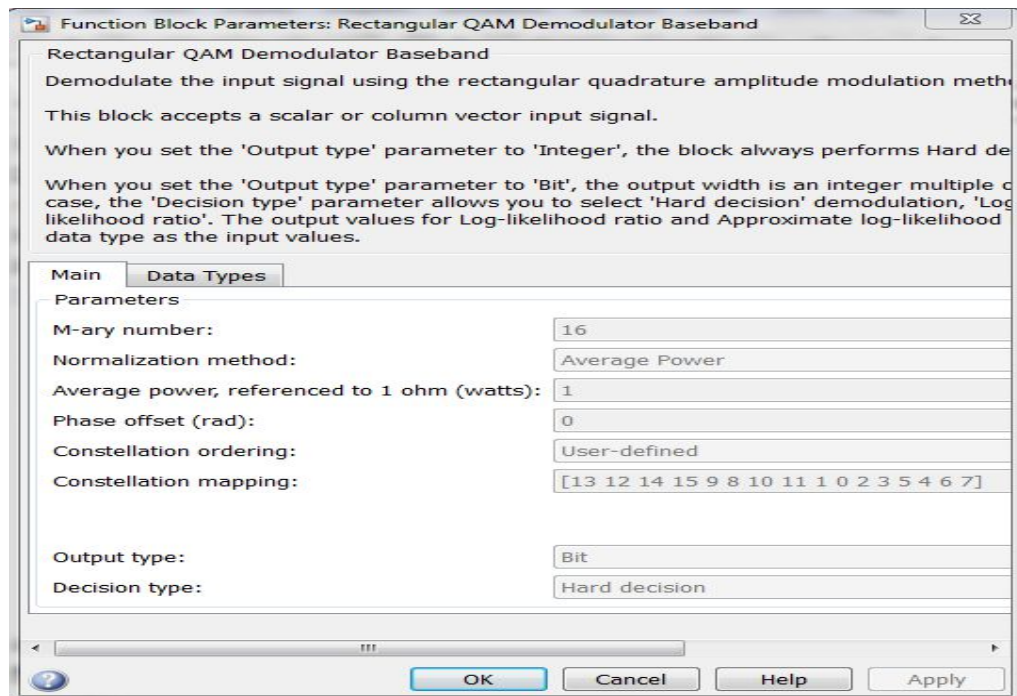 Function Block Parameters: Rectangular QAM Demodulator Baseband
Rectangular QAM Demodulator Baseband
Demodulate the input signal using the rectangular quadrature amplitude modulation
This block accepts a scalar or column vector input signal.
When you set the 'Output type' parameter to 'Integer', the block always performs Hard
When you set the 'Output type' parameter to 'Bit', the output width is an integer multiple
case, the 'Decision type' parameter allows you to select 'Hard decision' demodulation,
likelihood ratio'. The output values for Log-likelihood ratio and Approximate log-likelihood
data type as the input values.
Main Data Types
Parameters
M-ary number: 16
Normalization method: Average Power
Average power, referenced to 1 ohm (watts): 1
Phase offset (rad): 0
Constellation ordering: User-defined
Constellation mapping: [13 12 14 15 9 8 10 11 1 0 2 3 5 4 6 7]
Output type: Bit
Decision type: Hard decision
OK Cancel Help Apply